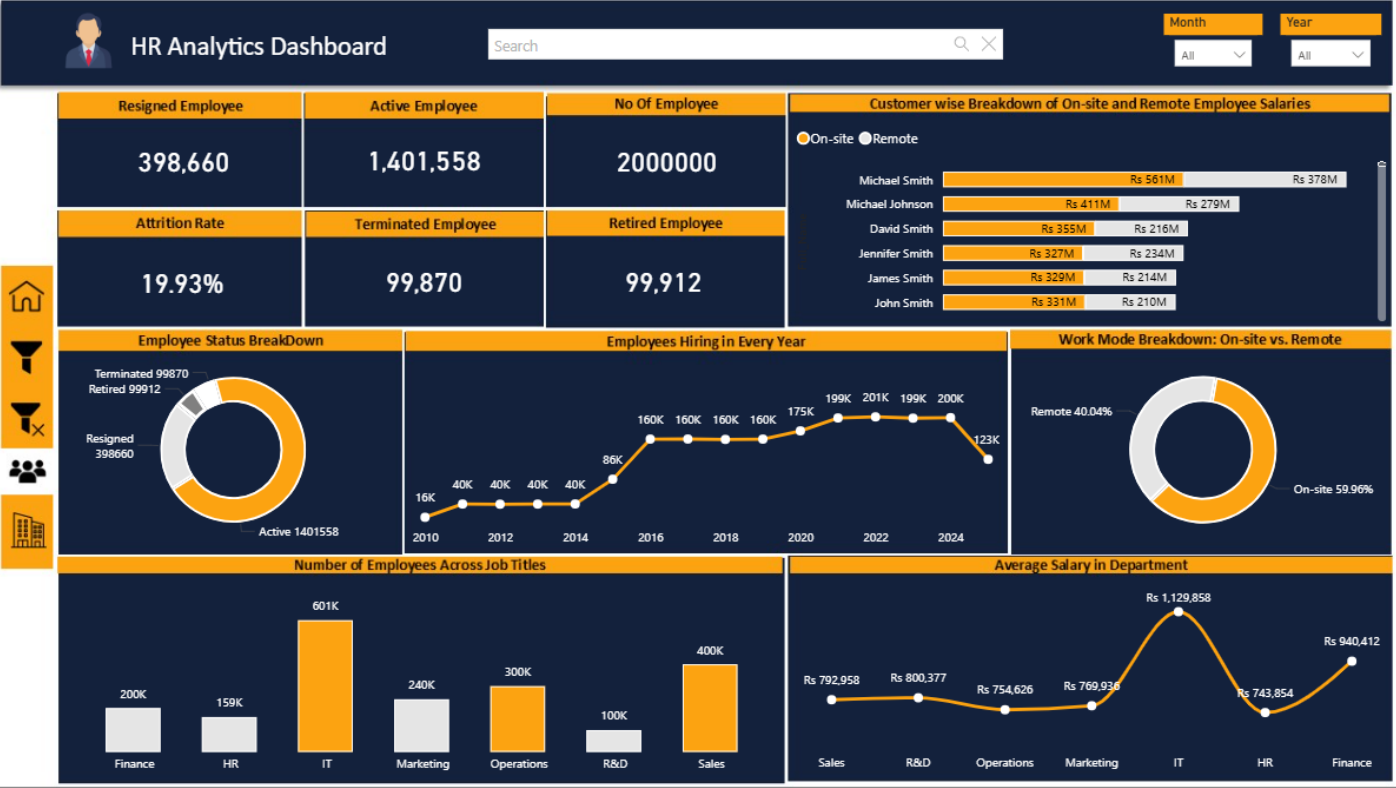 HR Analytics Dashboard
Search
Month
All
Year
All
Resigned Employee
398,660
Active Employee
1,401,558
No Of Employee
2000000
Attrition Rate
19.93%
Terminated Employee
99,870
Retired Employee
99,912
Customer wise Breakdown of On-site and Remote Employee Salaries
On-site Remote
Michael Smith Rs 561M Rs 378M
Michael Johnson Rs 411M Rs 279M
David Smith Rs 355M Rs 216M
Jennifer Smith Rs 327M Rs 234M
James Smith Rs 329M Rs 214M
John Smith Rs 331M Rs 210M
Employee Status BreakDown
Terminated 99870
Retired 99912
Resigned
398660
Active 1401558
Employees Hiring in Every Year
16K 40K 40K 40K 40K 86K 160K 160K 160K 160K 175K 199K 201K 199K 200K 123K
2010 2012 2014 2016 2018 2020 2022 2024
Work Mode Breakdown: On-site vs. Remote
Remote 40.04%
On-site 59.96%
Number of Employees Across Job Titles
200K 159K 601K 240K 300K 100K 400K
Finance HR IT Marketing Operations R&D Sales
Average Salary in Department
Rs 792,958 Rs 800,377 Rs 754,626 Rs 769,936 Rs 1,129,858 Rs 743,854 Rs 940,412
Sales R&D Operations Marketing IT HR Finance